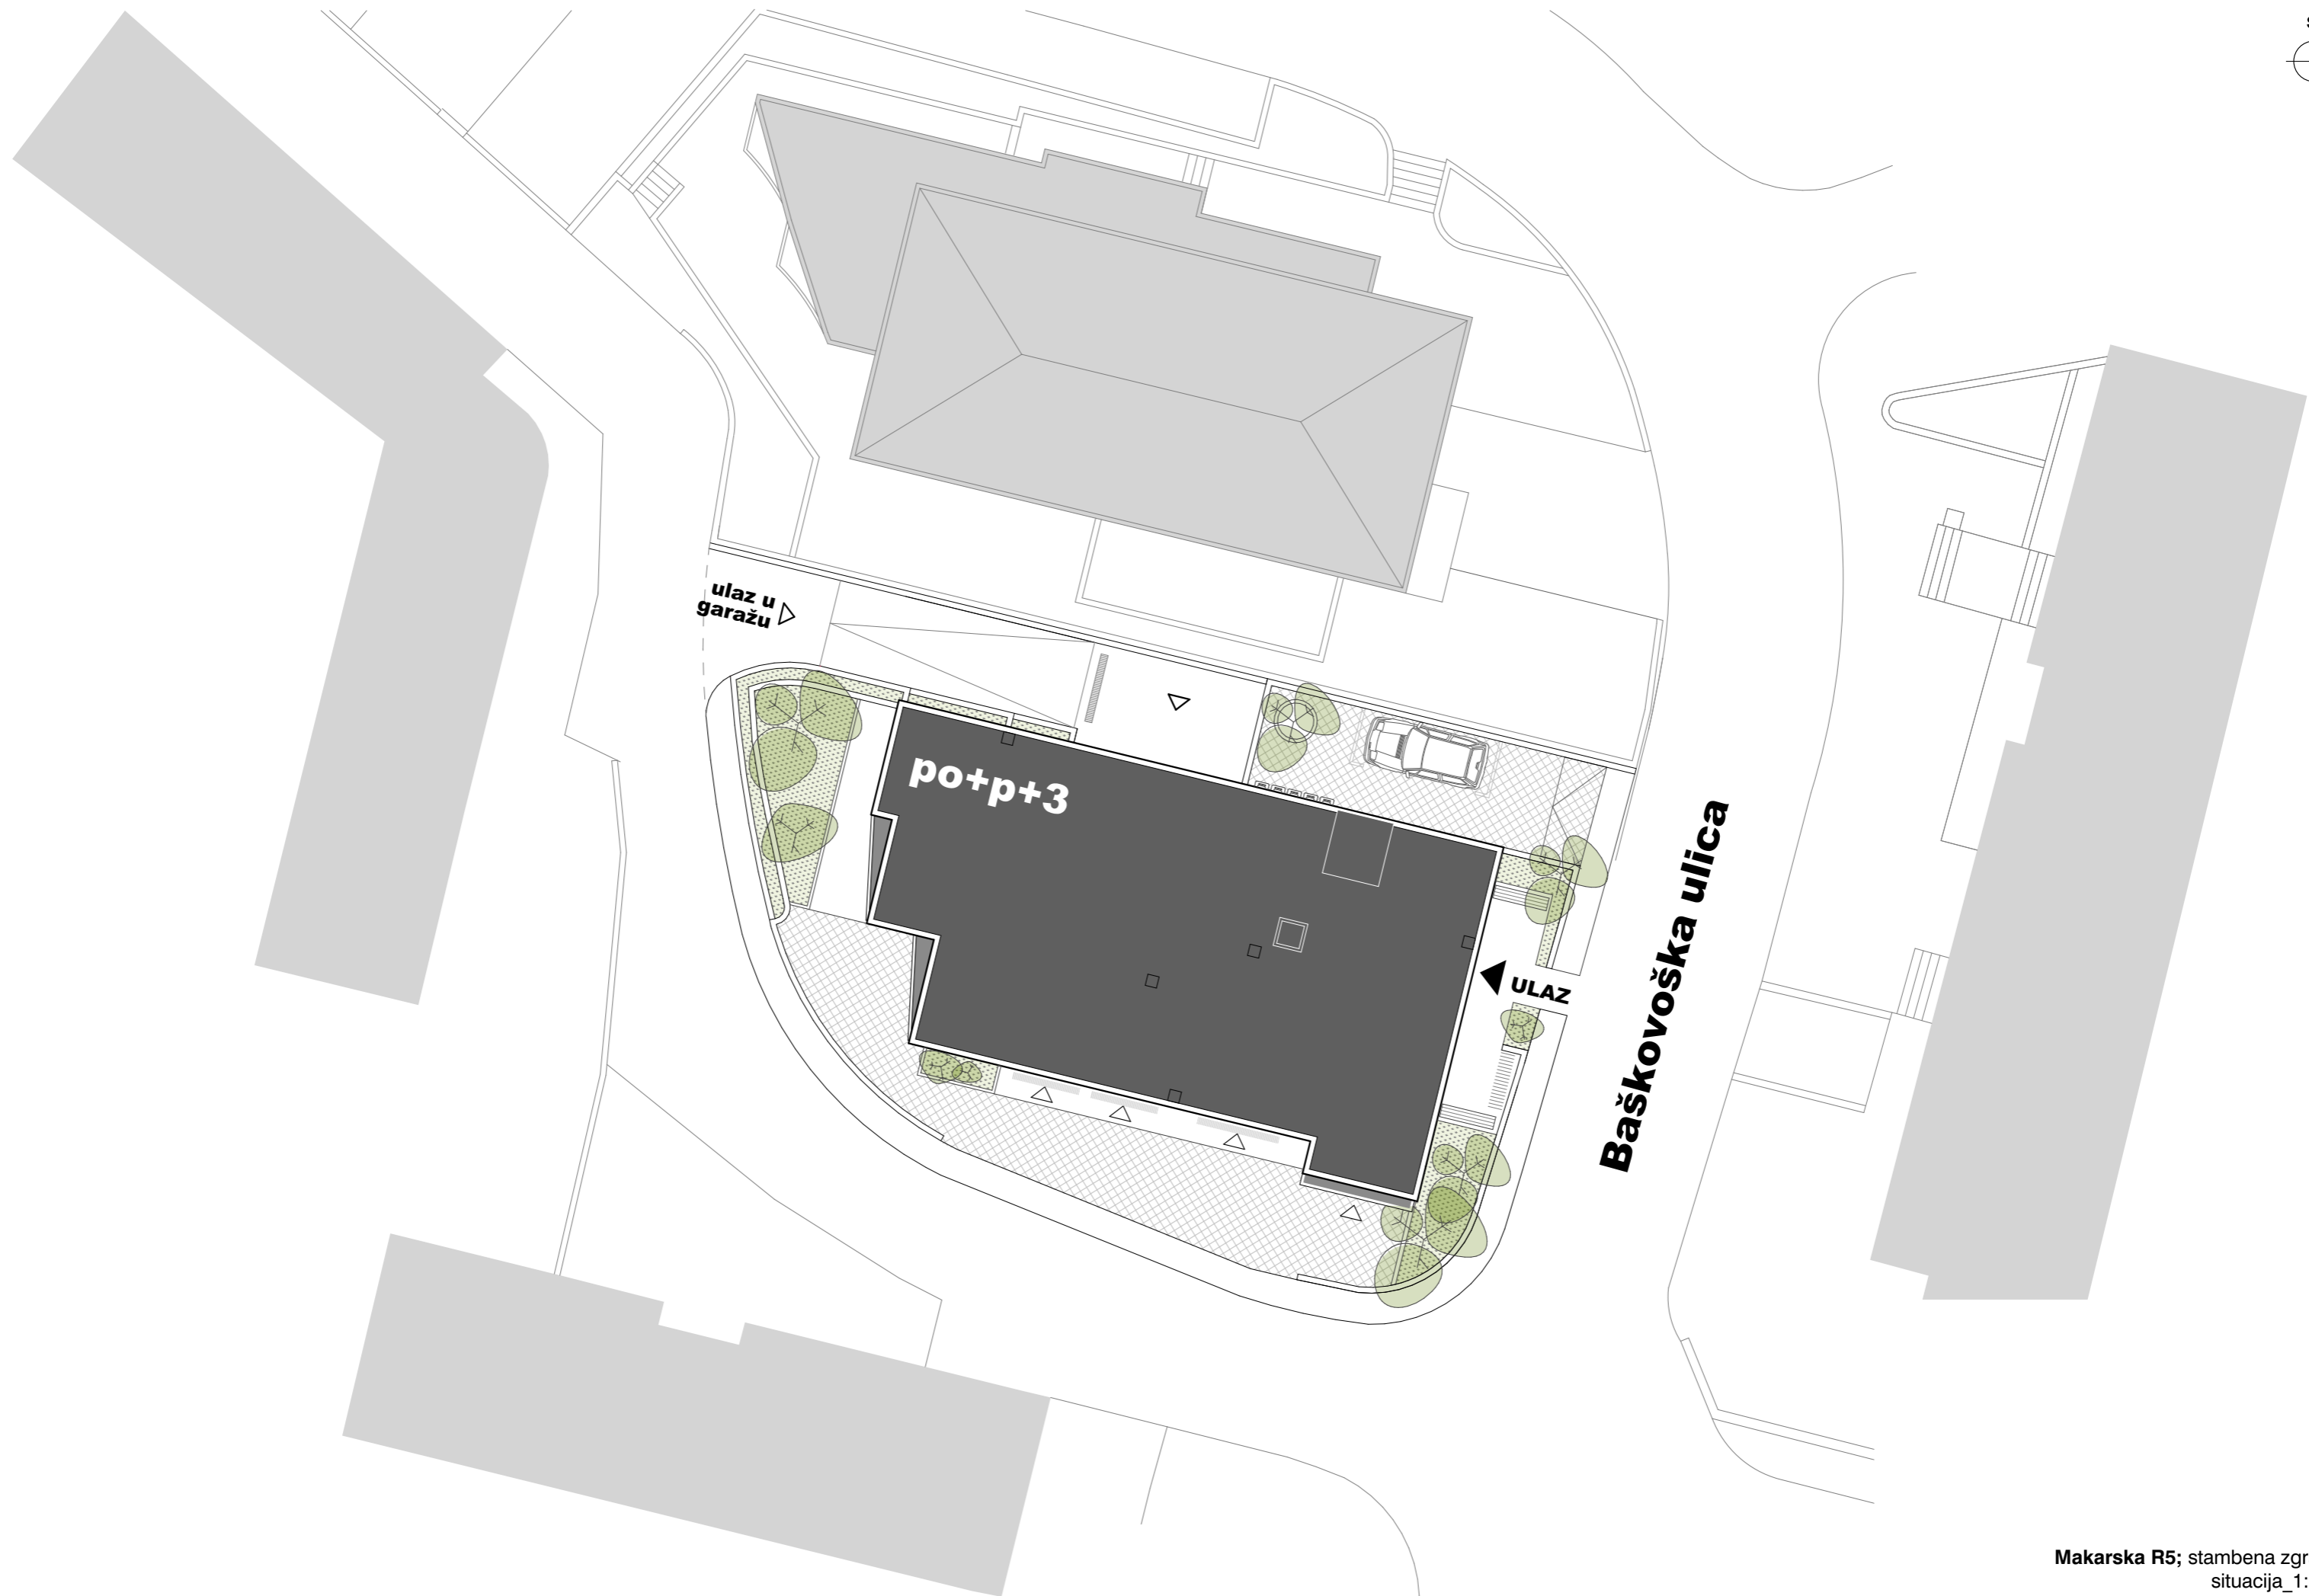 ulaz u
garažu
po+p+3
ULAZ
Baškovoška ulica
Makarska R5; stambena zgr
situacija_1: